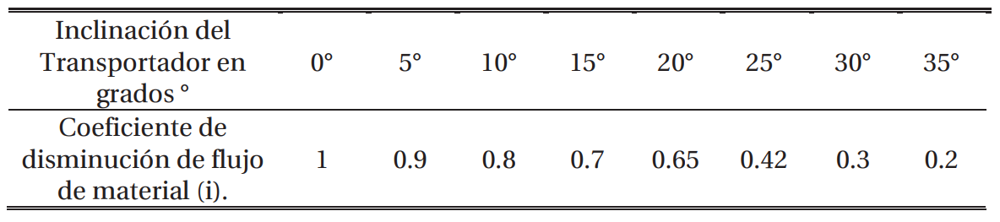 Inclinación del
Transportador en
grados °
0° 5° 10° 15° 20° 25° 30° 35°
Coeficiente de
disminución de flujo
de material (i).
1 0.9 0.8 0.7 0.65 0.42 0.3 0.2